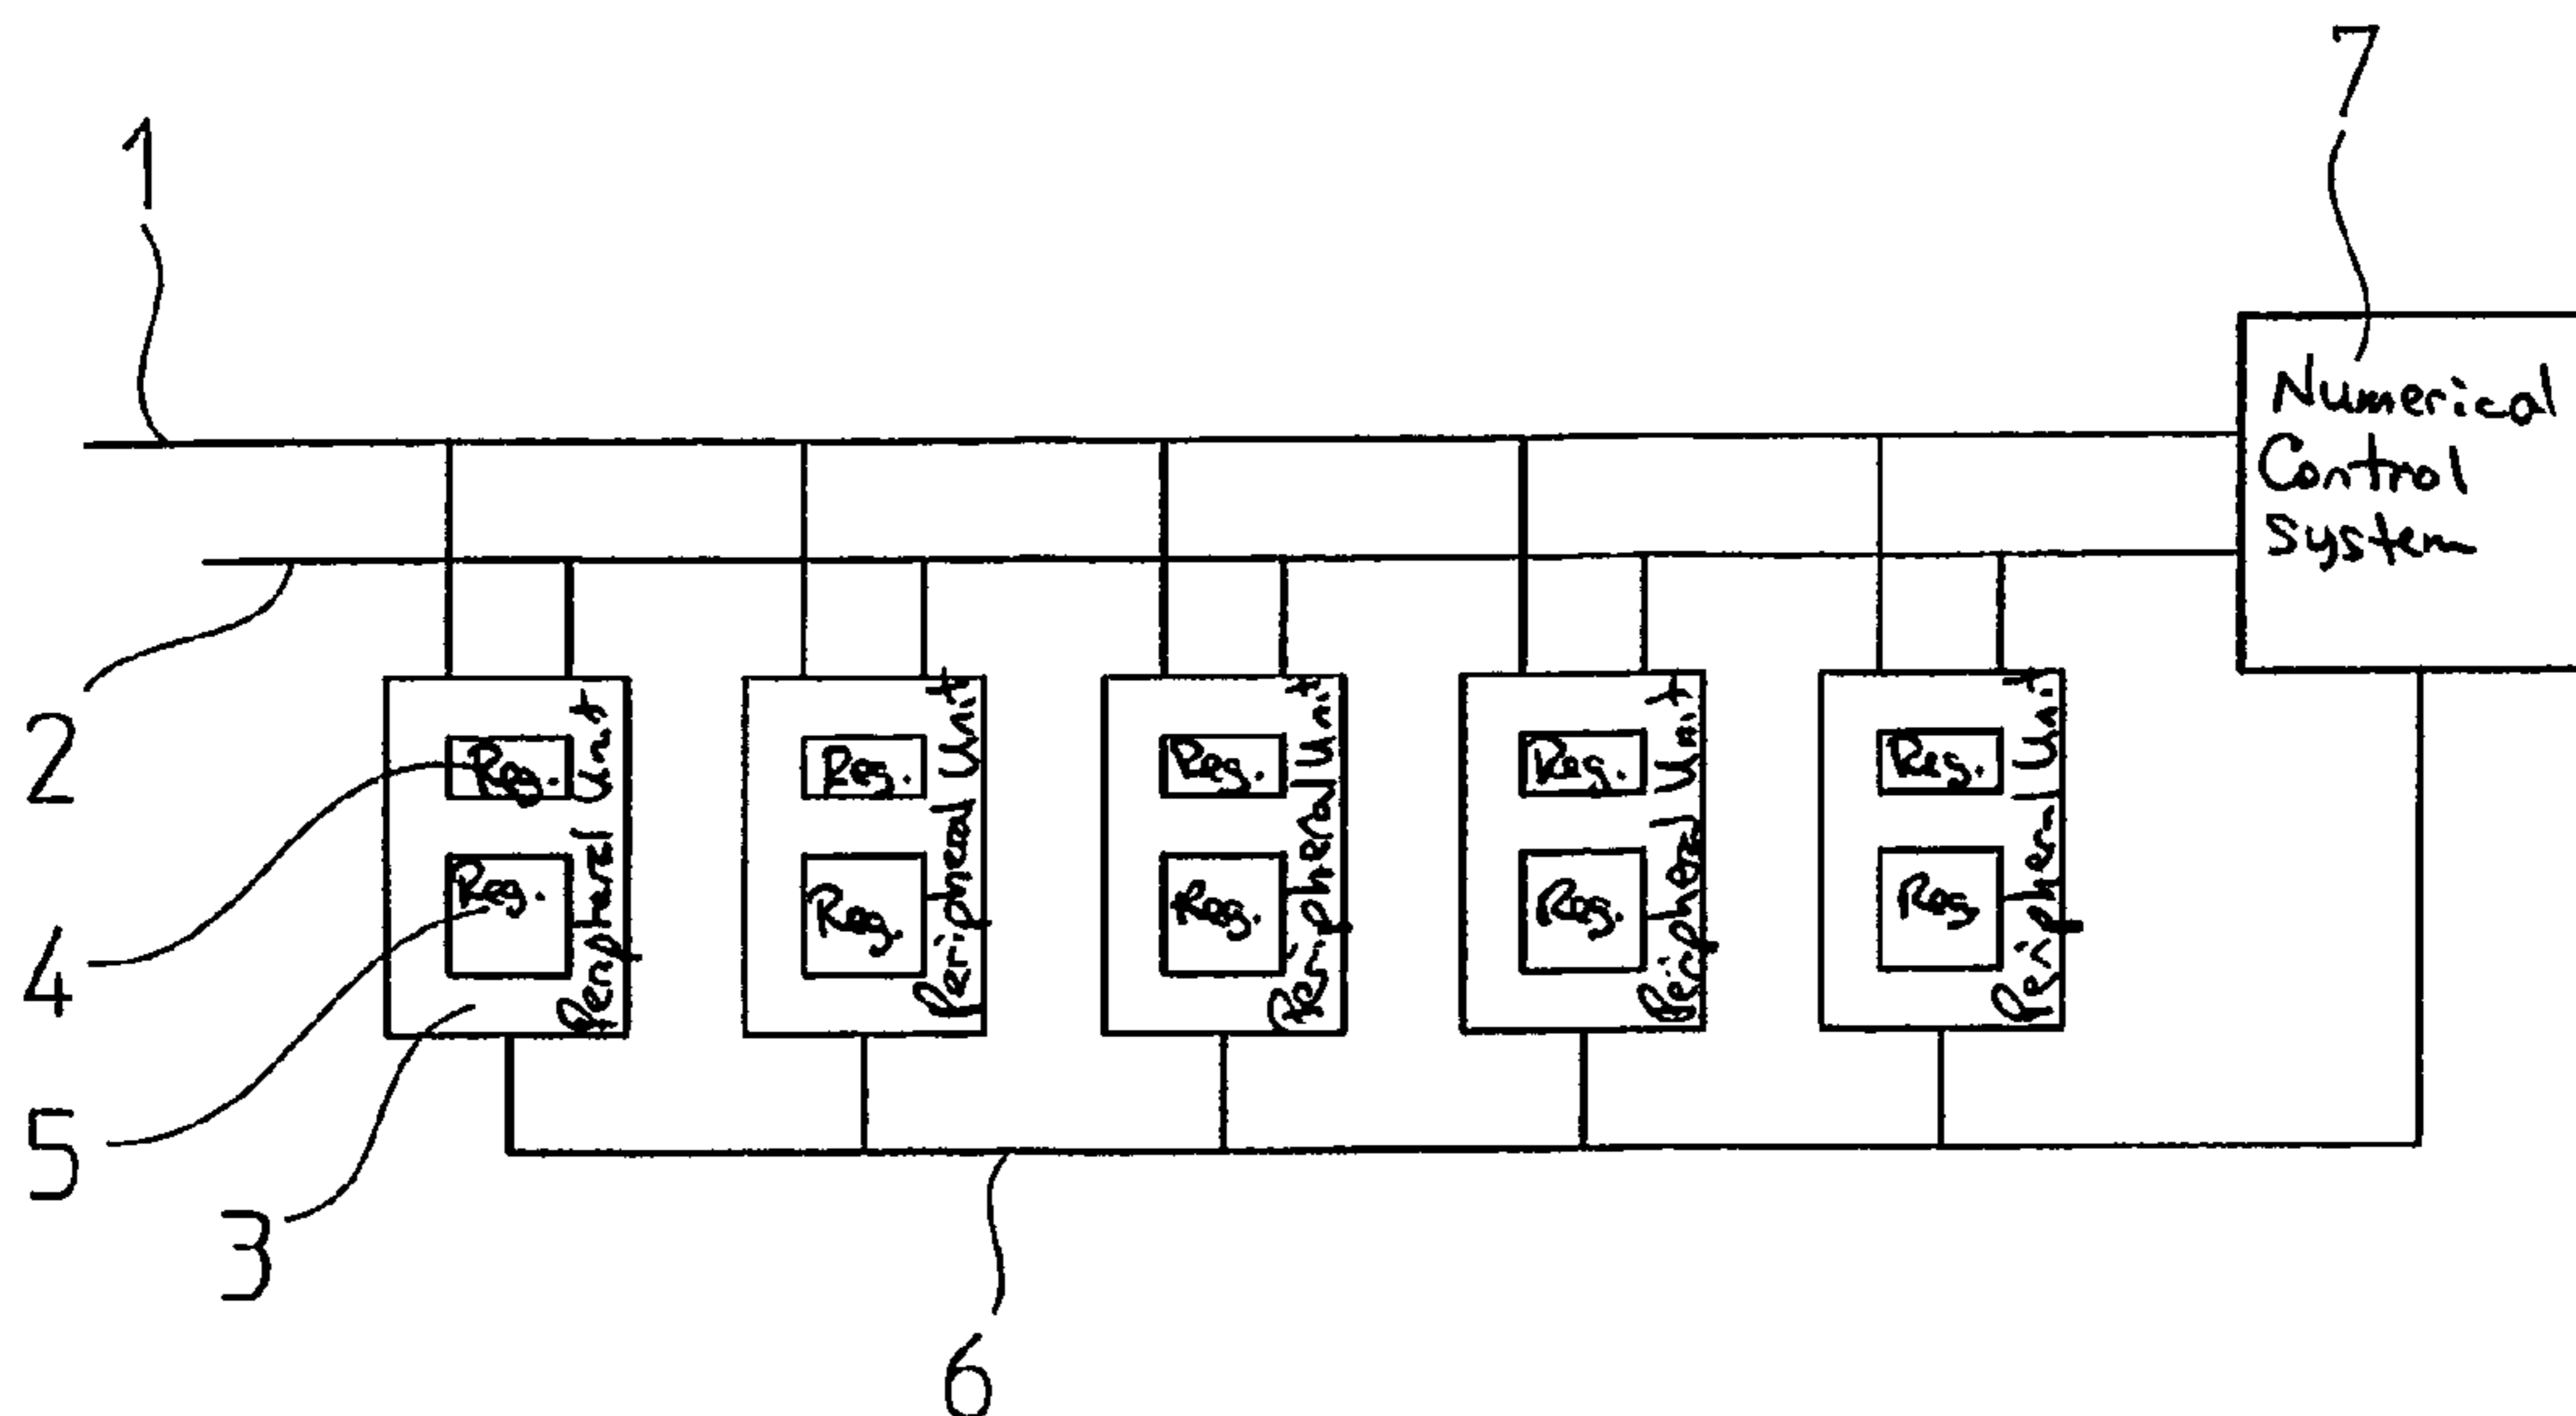 7
1
Numerical
Control
System
2
Reg.
Reg.
Reg.
Reg.
Reg.
4
Reg.
Reg.
Reg.
Reg.
Reg
Peripheral Unit
Peripheral Unit
Peripheral Unit
Peripheral Unit
Peripheral Unit
5
3
6